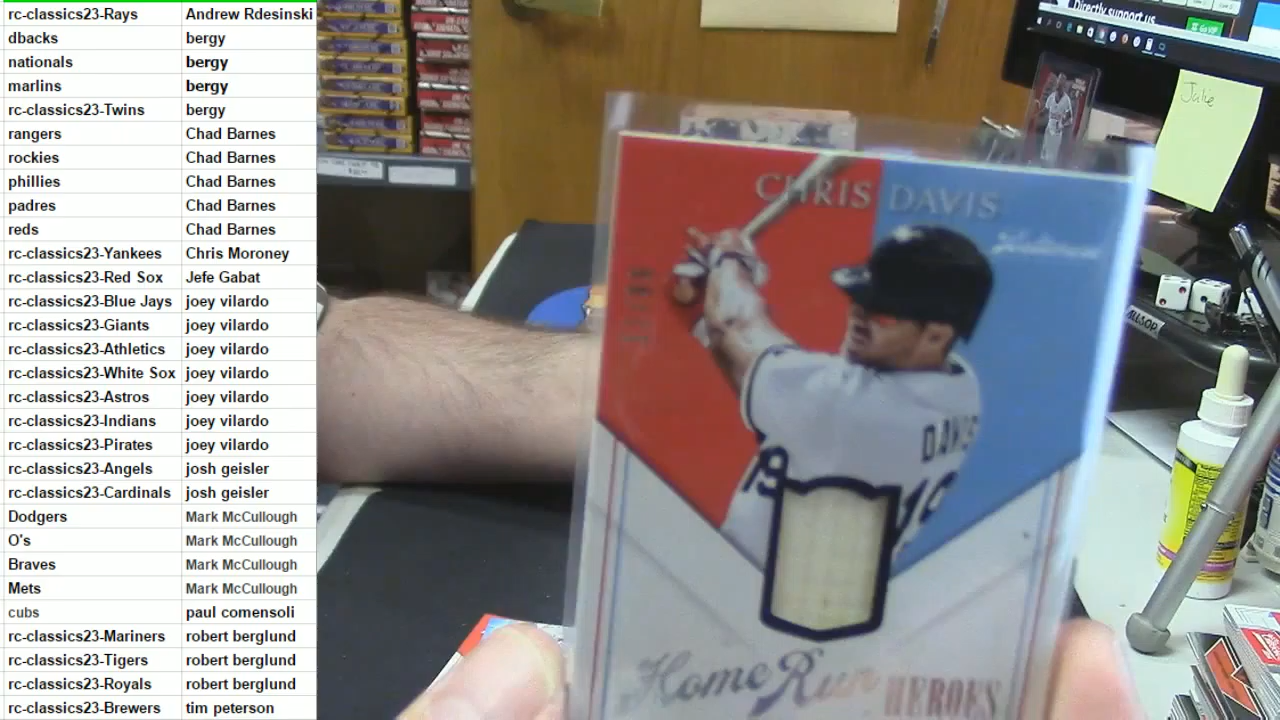 rc-classics23-Rays Andrew Rdesinski
dbacks bergy
nationals bergy
marlins bergy
rc-classics23-Twins bergy
rangers Chad Barnes
rockies Chad Barnes
phillies Chad Barnes
padres Chad Barnes
reds Chad Barnes
rc-classics23-Yankees Chris Moroney
rc-classics23-Red Sox Jefe Gabat
rc-classics23-Blue Jays joey vilardo
rc-classics23-Giants joey vilardo
rc-classics23-Athletics joey vilardo
rc-classics23-White Sox joey vilardo
rc-classics23-Astros joey vilardo
rc-classics23-Indians joey vilardo
rc-classics23-Pirates joey vilardo
rc-classics23-Angels josh geisler
rc-classics23-Cardinals josh geisler
Dodgers Mark McCullough
O's Mark McCullough
Braves Mark McCullough
Mets Mark McCullough
cubs paul comensoli
rc-classics23-Mariners robert berglund
rc-classics23-Tigers robert berglund
rc-classics23-Royals robert berglund
rc-classics23-Brewers tim peterson
Directly support us
Go VIP
Julie
CHRIS DAVIS
DAVIS
19
19
Home Run HEROES
ALLSOP